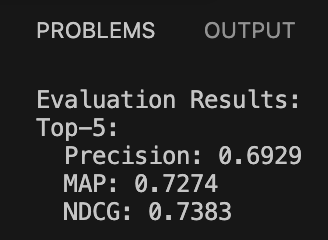 PROBLEMS OUTPUT
Evaluation Results:
Top-5:
Precision: 0.6929
MAP: 0.7274
NDCG: 0.7383